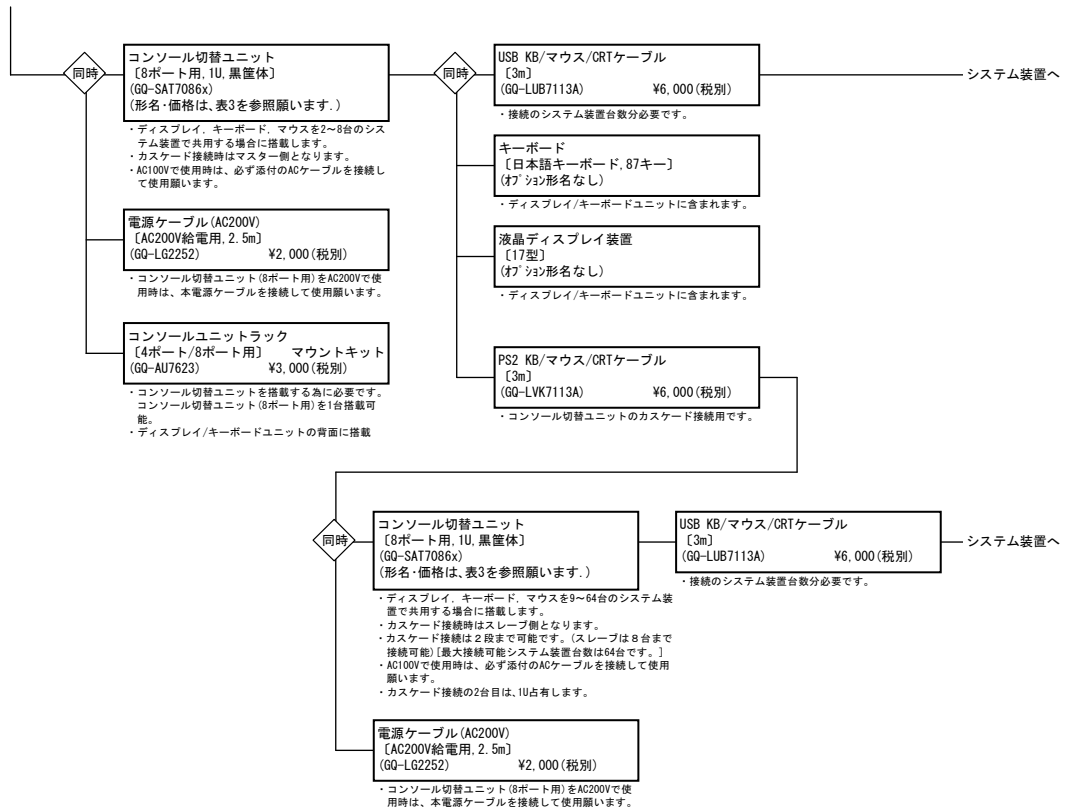 同時
コンソール切替ユニット
〔8ポート用, 1U, 黒筐体〕
(GQ-SAT7086x)
(形名・価格は、表3を参照願います.)
・ディスプレイ, キーボード, マウスを2～8台のシス
テム装置で共用する場合に搭載します。
・カスケード接続時はマスター側となります。
・AC100Vで使用時は、必ず添付のACケーブルを接続し
て使用願います。
電源ケーブル(AC200V)
〔AC200V給電用, 2.5m〕
(GQ-LG2252) ¥2,000(税別)
・コンソール切替ユニット(8ポート用)をAC200Vで使
用時は、本電源ケーブルを接続して使用願います。
コンソールユニットラック
〔4ポート/8ポート用〕 マウントキット
(GQ-AU7623) ¥3,000(税別)
・コンソール切替ユニットを搭載する為に必要です。
コンソール切替ユニット(8ポート用)を1台搭載可
能。
・ディスプレイ/キーボードユニットの背面に搭載
同時
USB KB/マウス/CRTケーブル
〔3m〕
(GQ-LUB7113A) ¥6,000(税別)
・接続のシステム装置台数分必要です。
システム装置へ
キーボード
〔日本語キーボード, 87キー〕
(ｵﾌﾟｼｮﾝ形名なし)
・ディスプレイ/キーボードユニットに含まれます。
液晶ディスプレイ装置
〔17型〕
(ｵﾌﾟｼｮﾝ形名なし)
・ディスプレイ/キーボードユニットに含まれます。
PS2 KB/マウス/CRTケーブル
〔3m〕
(GQ-LVK7113A) ¥6,000(税別)
・コンソール切替ユニットのカスケード接続用です。
同時
コンソール切替ユニット
〔8ポート用, 1U, 黒筐体〕
(GQ-SAT7086x)
(形名・価格は、表3を参照願います.)
・ディスプレイ, キーボード, マウスを9～64台のシステム装
置で共用する場合に搭載します。
・カスケード接続時はスレーブ側となります。
・カスケード接続は２段まで可能です。(スレーブは８台まで
接続可能)[最大接続可能システム装置台数は64台です。]
・AC100Vで使用時は、必ず添付のACケーブルを接続して使用
願います。
・カスケード接続の2台目は、1U占有します。
USB KB/マウス/CRTケーブル
〔3m〕
(GQ-LUB7113A) ¥6,000(税別)
・接続のシステム装置台数分必要です。
システム装置へ
電源ケーブル(AC200V)
〔AC200V給電用, 2.5m〕
(GQ-LG2252) ¥2,000(税別)
・コンソール切替ユニット(8ポート用)をAC200Vで使
用時は、本電源ケーブルを接続して使用願います。